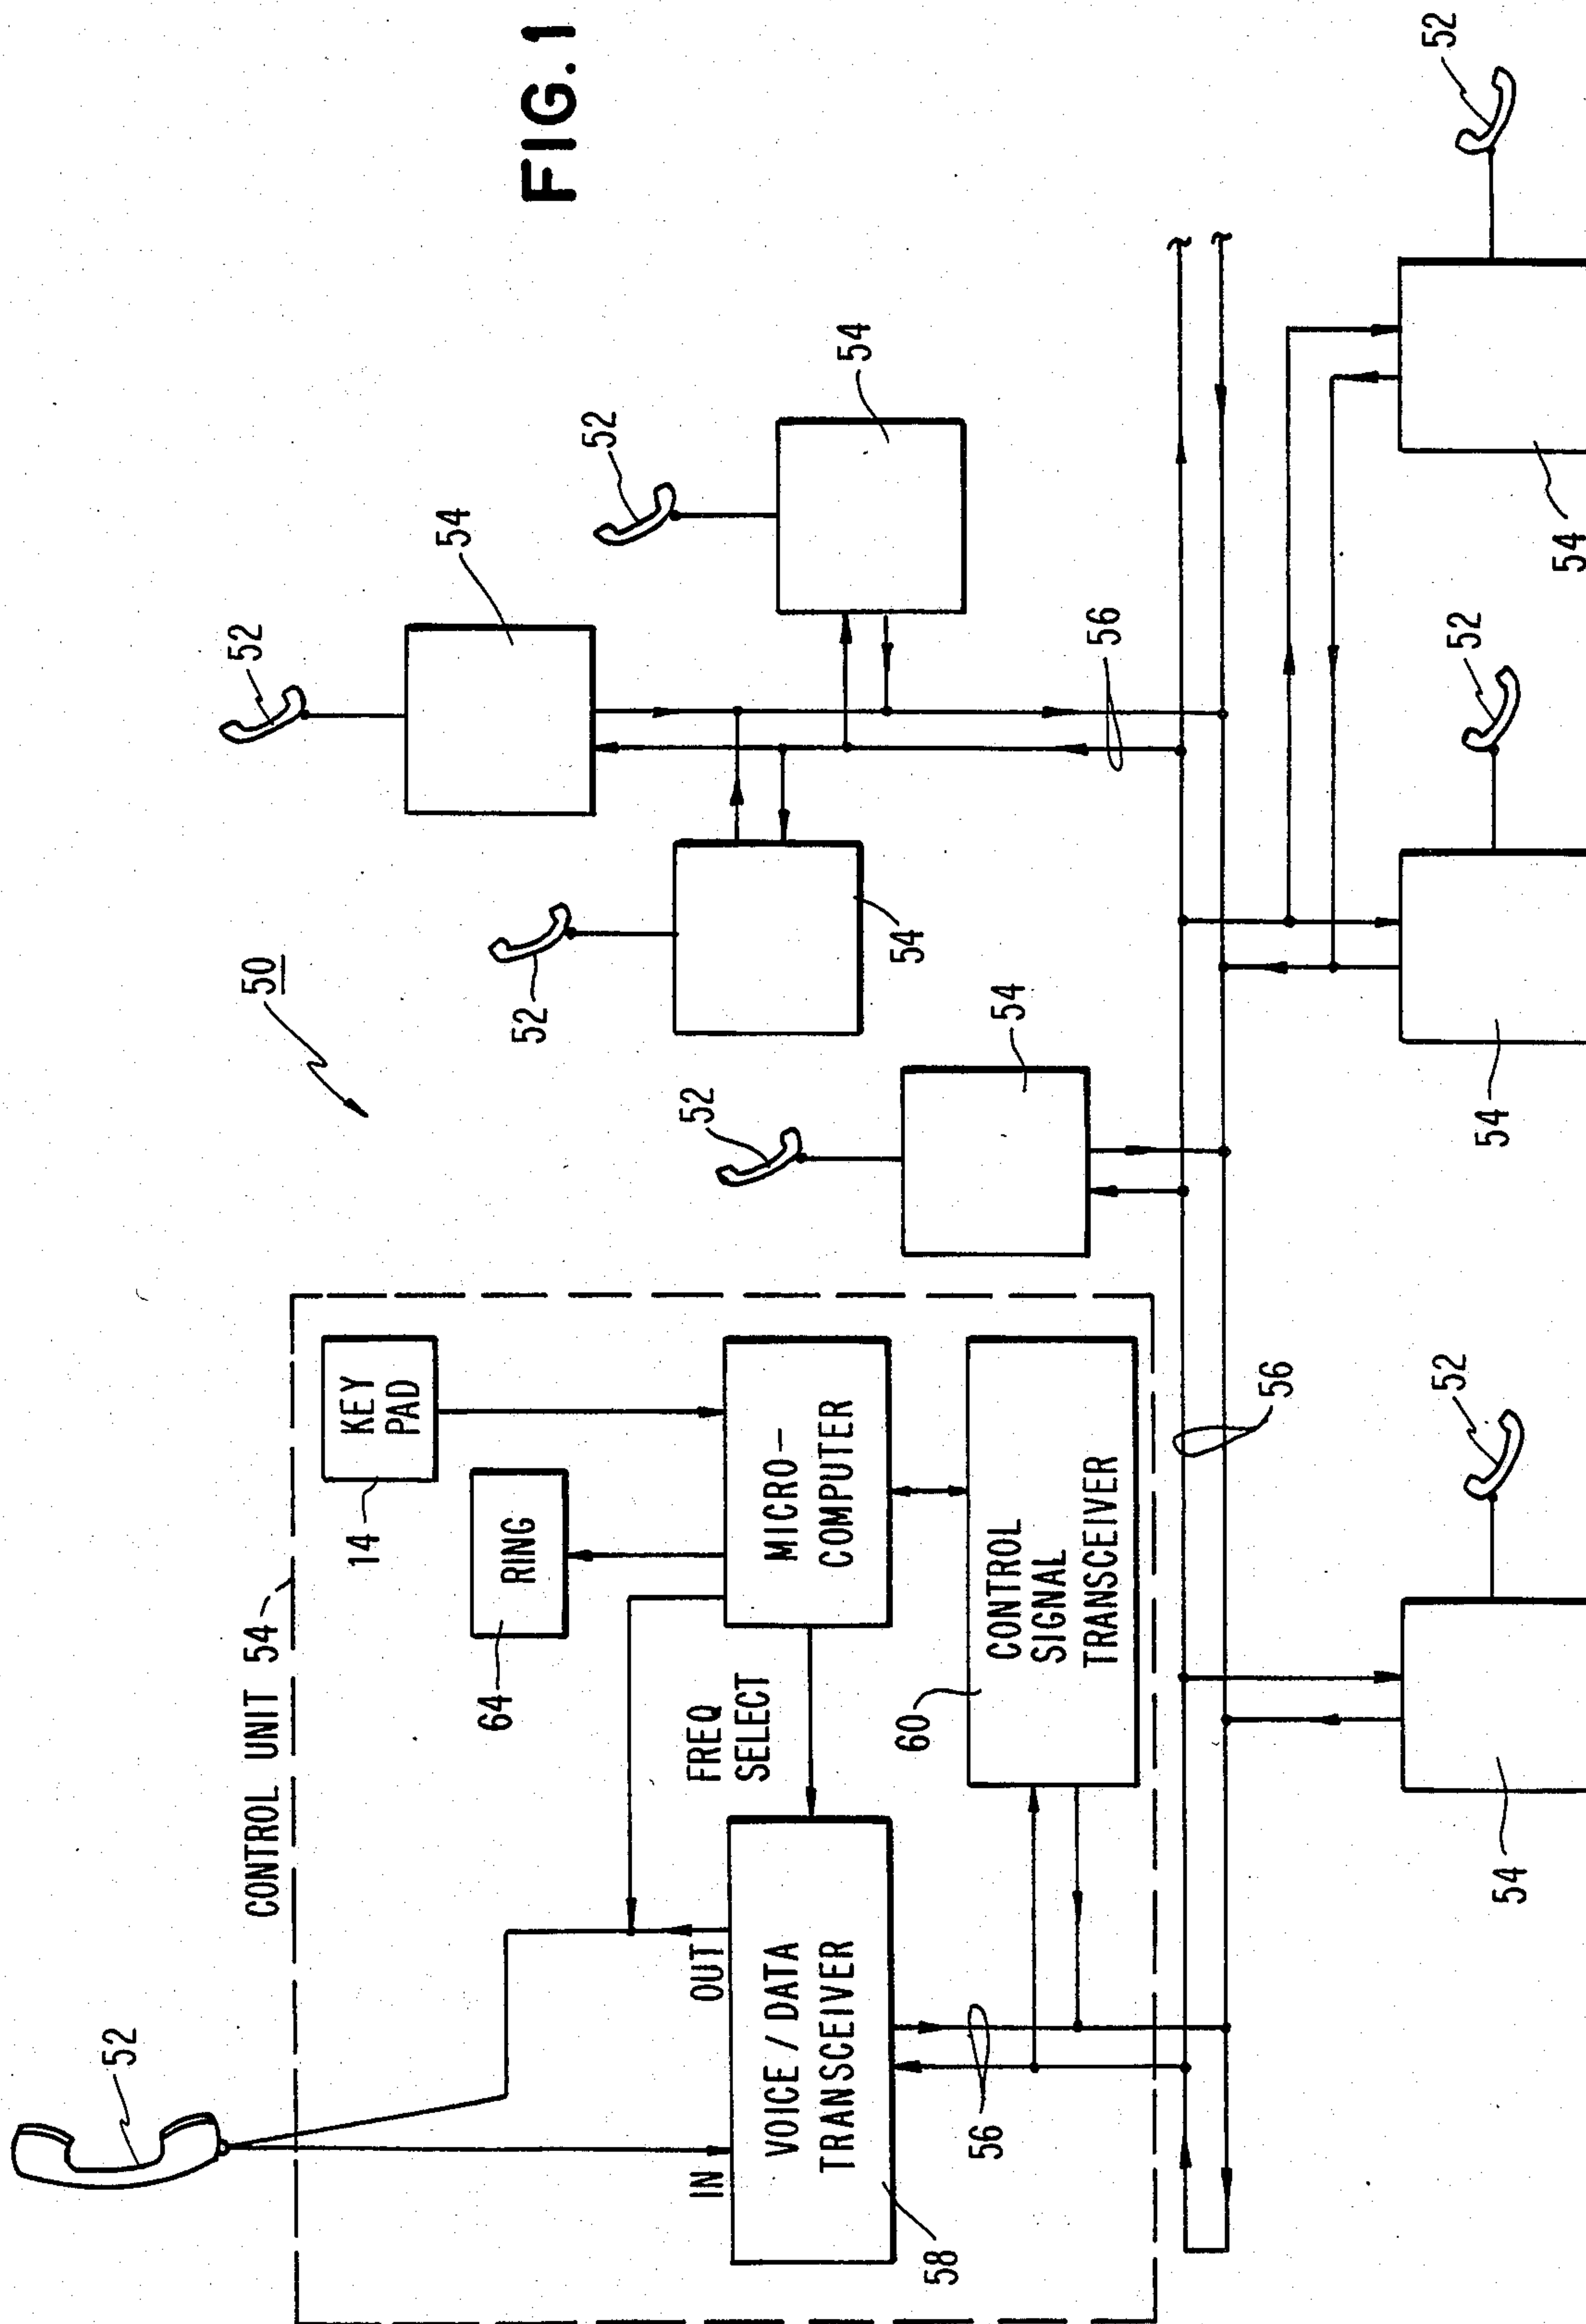 FIG. 1
50
52
CONTROL UNIT 54
KEY
PAD
14
RING
64
MICRO-
COMPUTER
FREQ
SELECT
CONTROL
SIGNAL
TRANSCEIVER
60
IN
OUT
VOICE / DATA
TRANSCEIVER
58
56
52
54
52
54
52
54
52
54
56
56
52
54
52
54
52
54